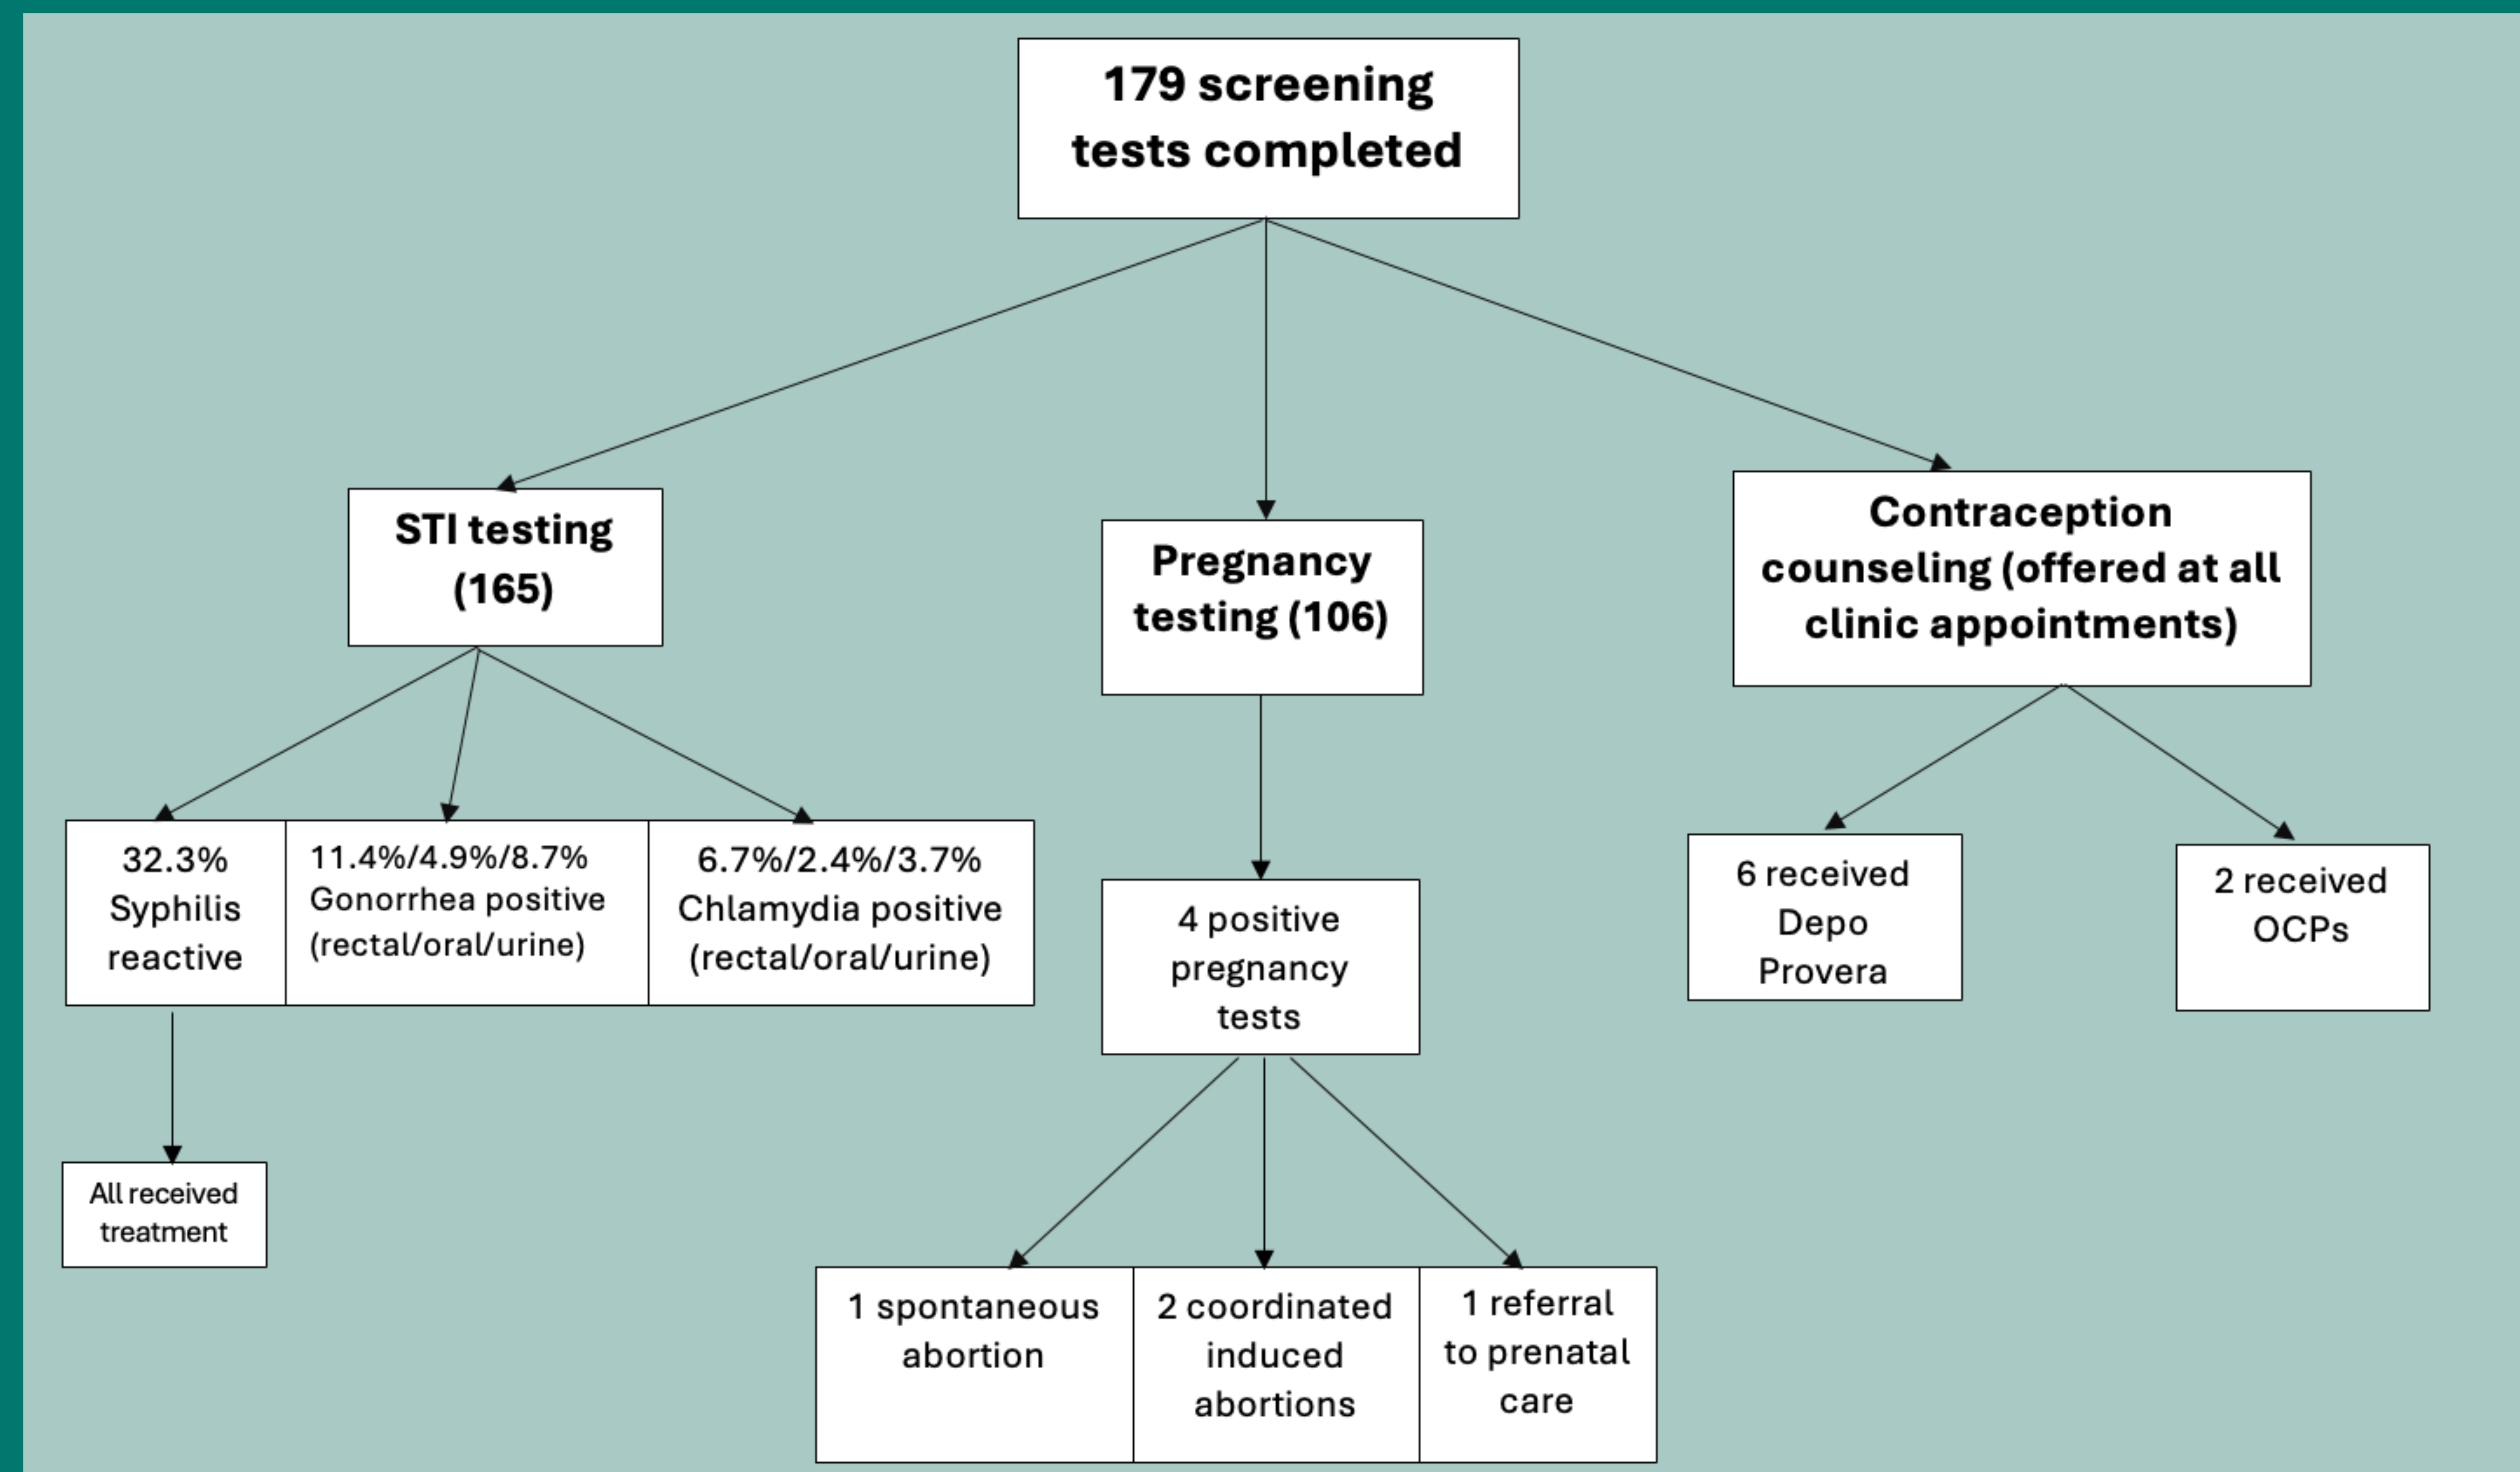 179 screening
tests completed
STI testing
(165)
Pregnancy
testing (106)
Contraception
counseling (offered at all
clinic appointments)
32.3%
Syphilis
reactive
11.4%/4.9%/8.7%
Gonorrhea positive
(rectal/oral/urine)
6.7%/2.4%/3.7%
Chlamydia positive
(rectal/oral/urine)
4 positive
pregnancy
tests
6 received
Depo
Provera
2 received
OCPs
All received
treatment
1 spontaneous
abortion
2 coordinated
induced
abortions
1 referral
to prenatal
care